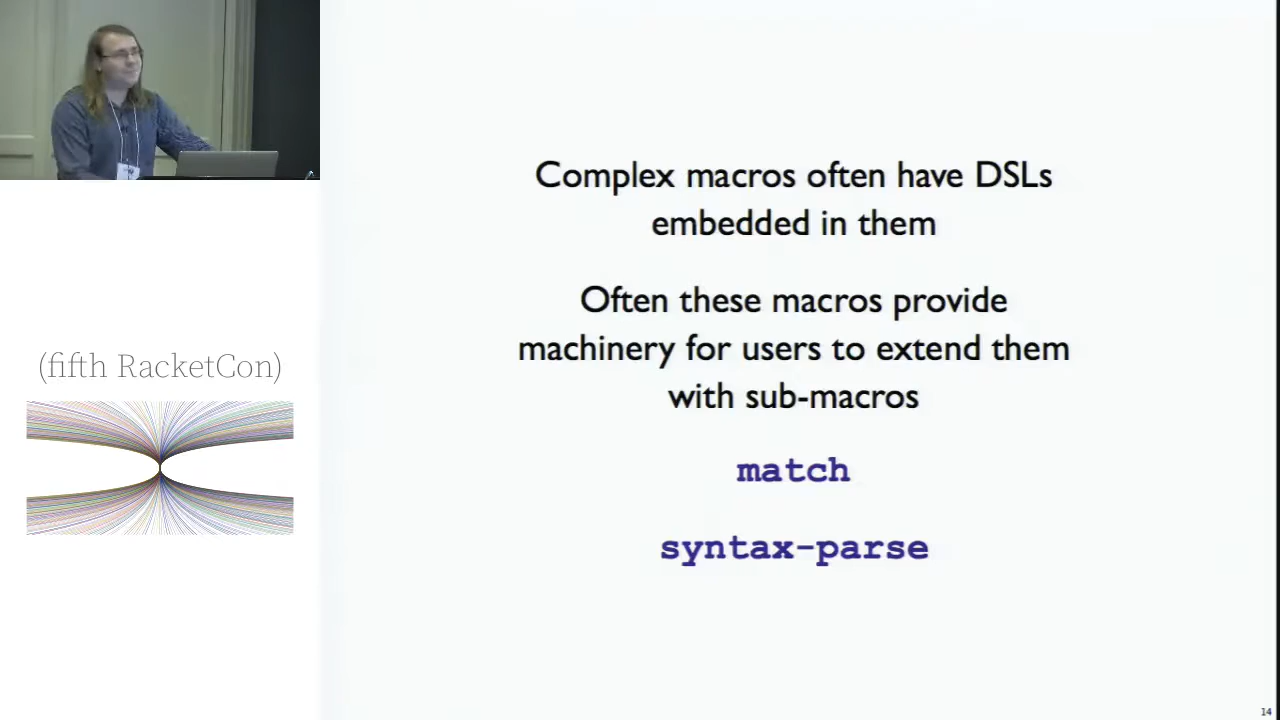 Complex macros often have DSLs
embedded in them
Often these macros provide
machinery for users to extend them
with sub-macros
match
syntax-parse
(fifth RacketCon)
14